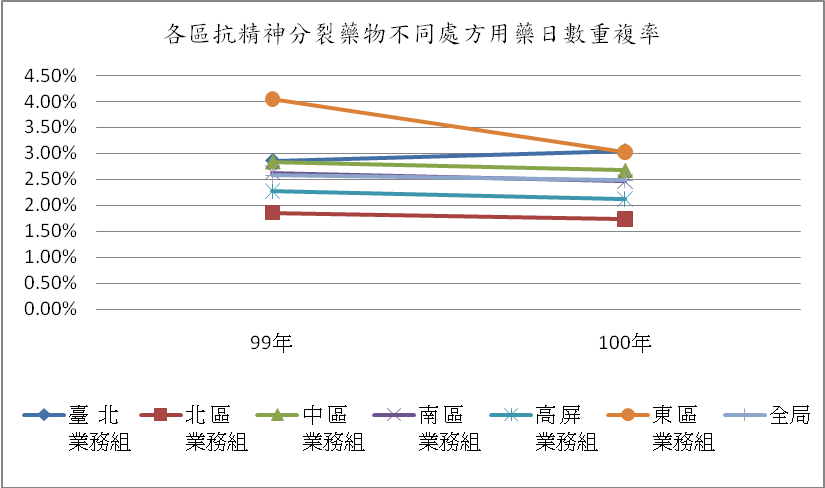 各區抗精神分裂藥物不同處方用藥日數重複率
4.50%
4.00%
3.50%
3.00%
2.50%
2.00%
1.50%
1.00%
0.50%
0.00%
99年
100年
臺 北
業務組
北區
業務組
中區
業務組
南區
業務組
高屏
業務組
東區
業務組
全局